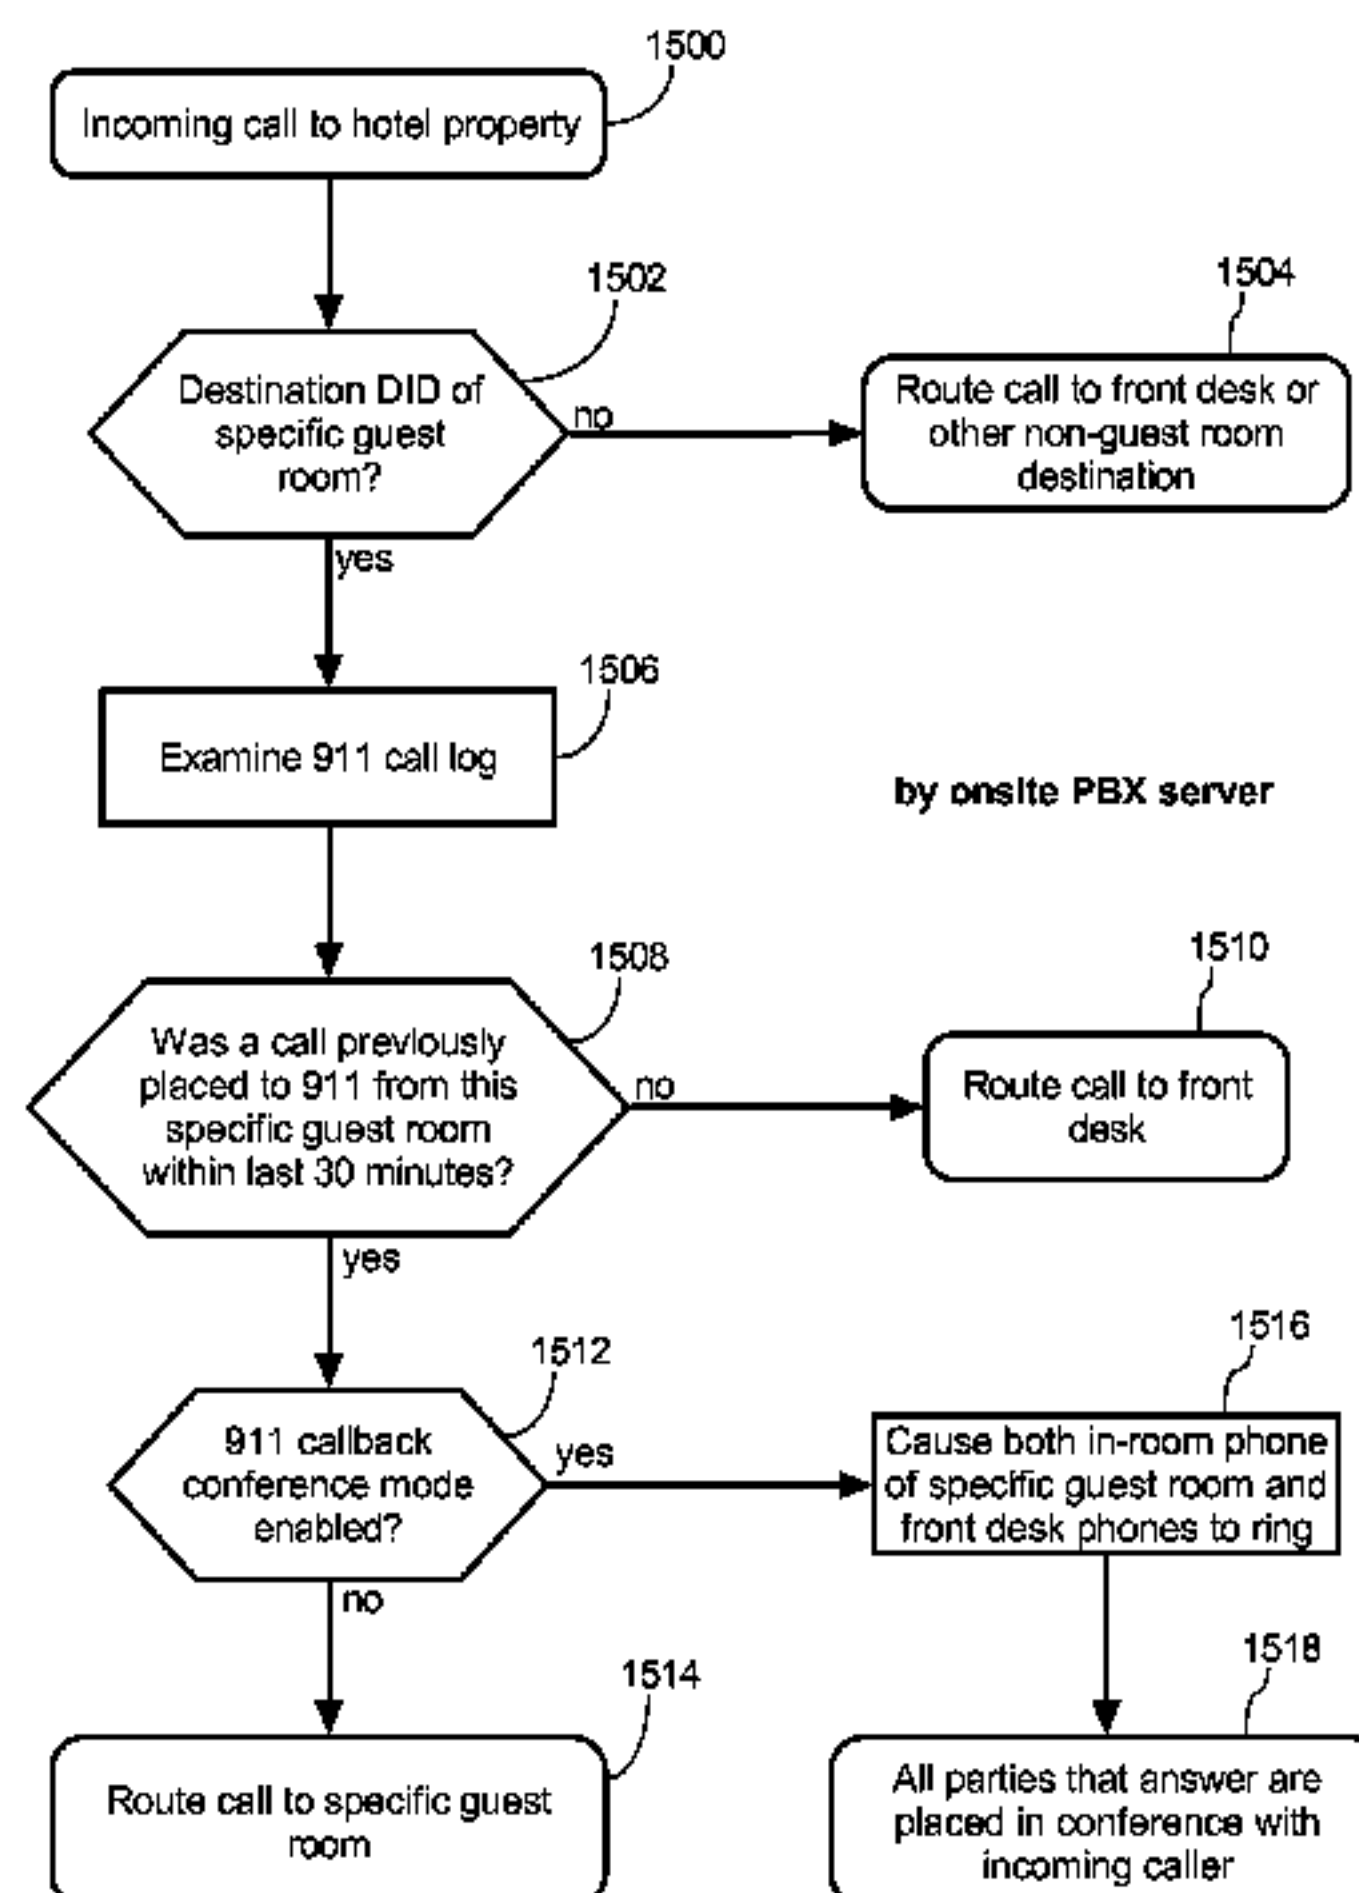 1500
Incoming call to hotel property
1502
Destination DID of
specific guest
room?
no
1504
Route call to front desk or
other non-guest room
destination
yes
1506
Examine 911 call log
by onsite PBX server
1508
Was a call previously
placed to 911 from this
specific guest room
within last 30 minutes?
no
1510
Route call to front
desk
yes
1512
911 callback
conference mode
enabled?
yes
1516
Cause both in-room phone
of specific guest room and
front desk phones to ring
no
1514
Route call to specific guest
room
1518
All parties that answer are
placed in conference with
incoming caller